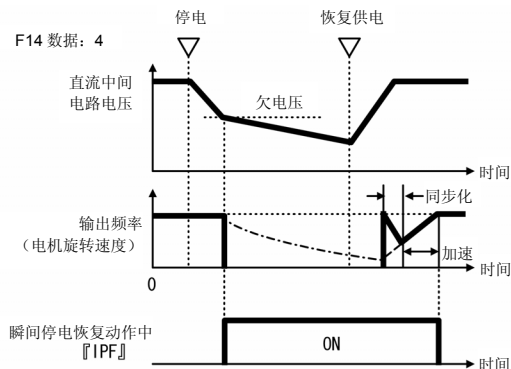 停电
恢复供电
F14 数据：4
直流中间
电路电压
欠电压
时间
同步化
输出频率
（电机旋转速度）
加速
时间
0
瞬间停电恢复动作中
『IPF』
ON
时间